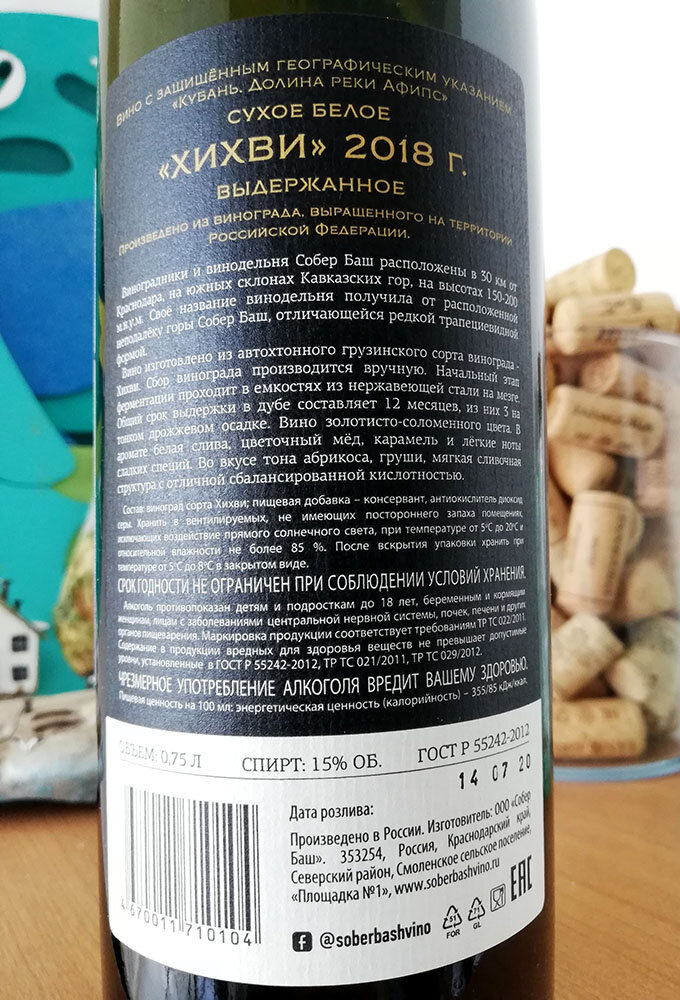 ВИНО С ЗАЩИЩЁННЫМ ГЕОГРАФИЧЕСКИМ УКАЗАНИЕМ
«КУБАНЬ. ДОЛИНА РЕКИ АФИПС»
СУХОЕ БЕЛОЕ
«ХИХВИ» 2018 Г.
ВЫДЕРЖАННОЕ
ПРОИЗВЕДЕНО ИЗ ВИНОГРАДА, ВЫРАЩЕННОГО НА ТЕРРИТОРИИ
РОССИЙСКОЙ ФЕДЕРАЦИИ.
Виноградники и винодельня Собер Баш расположены в 30 км от
Краснодара, на южных склонах Кавказских гор, на высотах 150-200
м.н.у.м. Своё название винодельня получила от расположенной
неподалёку горы Собер Баш, отличающейся редкой трапециевидной
формой.
Вино изготовлено из автохтонного грузинского сорта винограда -
Хихви. Сбор винограда производится вручную. Начальный этап
ферментации проходит в емкостях из нержавеющей стали на мезге.
Общий срок выдержки в дубе составляет 12 месяцев, из них 3 на
тонком дрожжевом осадке. Вино золотисто-соломенного цвета. В
аромате белая слива, цветочный мёд, карамель и лёгкие ноты
сладких специй. Во вкусе тона абрикоса, груши, мягкая сливочная
структура с отличной сбалансированной кислотностью.
Состав: виноград сорта Хихви; пищевая добавка – консервант, антиокислитель диоксид
серы. Хранить в вентилируемых, не имеющих постороннего запаха помещениях,
исключающих воздействие прямого солнечного света, при температуре от 5°С до 20°С и
относительной влажности не более 85 %. После вскрытия упаковки хранить при
температуре от 5°С до 8°С в закрытом виде.
СРОК ГОДНОСТИ НЕ ОГРАНИЧЕН ПРИ СОБЛЮДЕНИИ УСЛОВИЙ ХРАНЕНИЯ.
Алкоголь противопоказан детям и подросткам до 18 лет, беременным и кормящим
женщинам, лицам с заболеваниями центральной нервной системы, почек, печени и других
органов пищеварения. Маркировка продукции соответствует требованиям ТР ТС 022/2011.
Содержание в продукции вредных для здоровья веществ не превышает допустимые
уровни, установленные в ГОСТ Р 55242-2012, ТР ТС 021/2011, ТР ТС 029/2012.
ЧРЕЗМЕРНОЕ УПОТРЕБЛЕНИЕ АЛКОГОЛЯ ВРЕДИТ ВАШЕМУ ЗДОРОВЬЮ.
Пищевая ценность на 100 мл: энергетическая ценность (калорийность) – 355/85 кДж/ккал.
ОБЪЕМ: 0,75 Л СПИРТ: 15% ОБ. ГОСТ Р 55242-2012
14 07 20
Дата розлива:
Произведено в России. Изготовитель: ООО «Собер
Баш». 353254, Россия, Краснодарский край,
Северский район, Смоленское сельское поселение,
«Площадка №1», www.soberbashvino.ru
EAC
4 670011 710104
@soberbashvino
51
FOR
71
GL